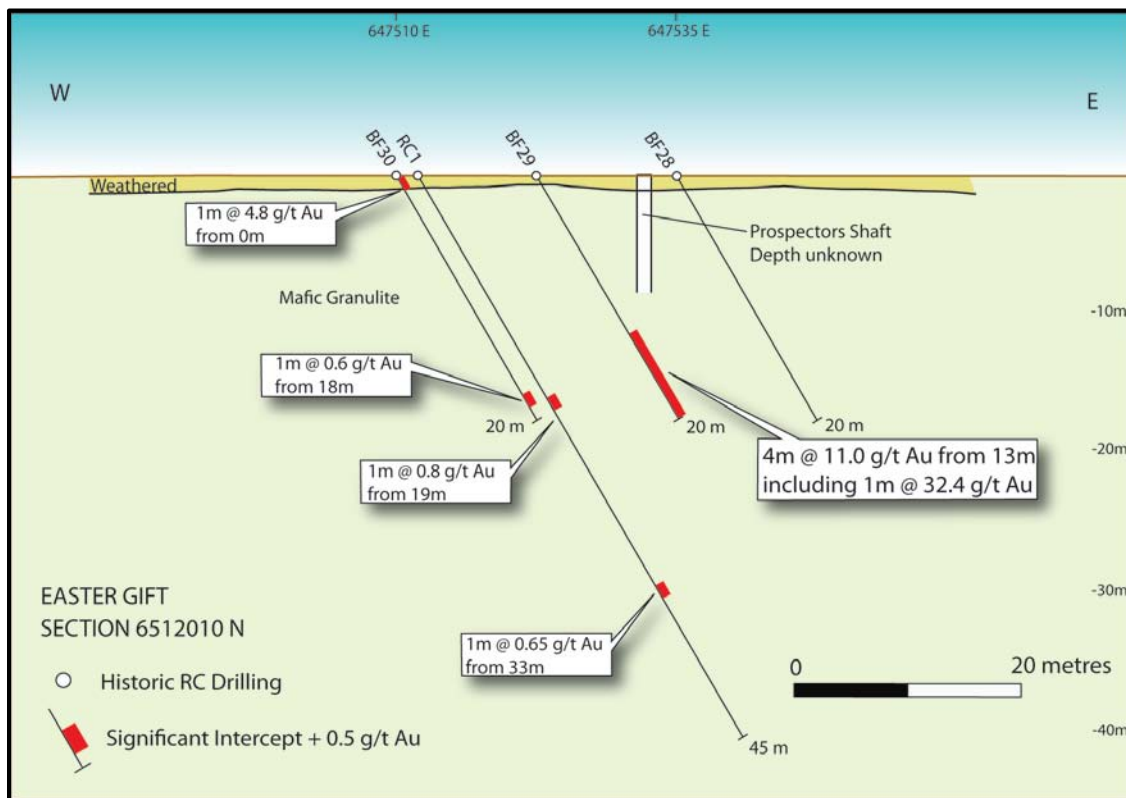 647510 E
647535 E
W
E
BF30
RC1
BF29
BF28
Weathered
1m @ 4.8 g/t Au
from 0m
Prospectors Shaft
Depth unknown
Mafic Granulite
-10m
1m @ 0.6 g/t Au
from 18m
20 m
20 m
20 m
-20m
4m @ 11.0 g/t Au from 13m
including 1m @ 32.4 g/t Au
1m @ 0.8 g/t Au
from 19m
-30m
EASTER GIFT
SECTION 6512010 N
1m @ 0.65 g/t Au
from 33m
0
20 metres
Historic RC Drilling
Significant Intercept + 0.5 g/t Au
-40m
45 m